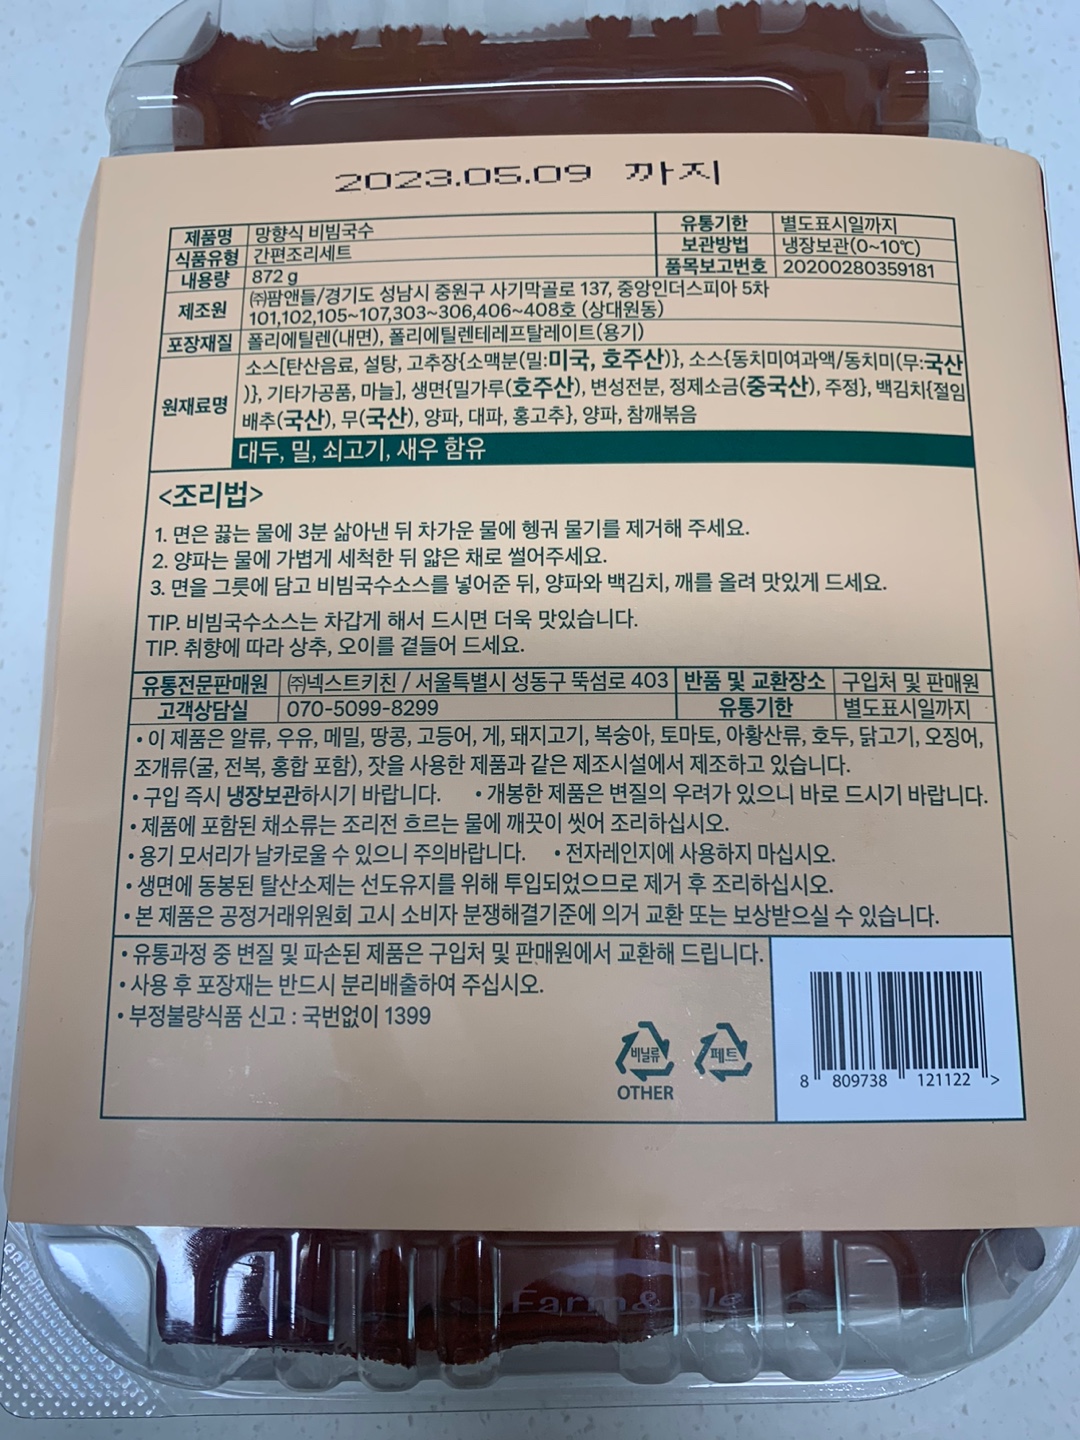 2023.05.09 까지
제품명 망향식 비빔국수 유통기한 별도표시일까지
식품유형 간편조리세트 보관방법 냉장보관(0~10℃)
내용량 872 g 품목보고번호 20200280359181
제조원 ㈜팜앤들/경기도 성남시 중원구 사기막골로 137, 중앙인더스피아 5차
101,102,105~107,303~306,406~408호 (상대원동)
포장재질 폴리에틸렌(내면), 폴리에틸렌테레프탈레이트(용기)
원재료명 소스[탄산음료, 설탕, 고추장{소맥분(밀:미국, 호주산)}, 소스{동치미여과액/동치미(무:국산
)}, 기타가공품, 마늘], 생면{밀가루(호주산), 변성전분, 정제소금(중국산), 주정}, 백김치{절임
배추(국산), 무(국산), 양파, 대파, 홍고추}, 양파, 참깨볶음
대두, 밀, 쇠고기, 새우 함유
<조리법>
1. 면은 끓는 물에 3분 삶아낸 뒤 차가운 물에 헹궈 물기를 제거해 주세요.
2. 양파는 물에 가볍게 세척한 뒤 얇은 채로 썰어주세요.
3. 면을 그릇에 담고 비빔국수소스를 넣어준 뒤, 양파와 백김치, 깨를 올려 맛있게 드세요.
TIP. 비빔국수소스는 차갑게 해서 드시면 더욱 맛있습니다.
TIP. 취향에 따라 상추, 오이를 곁들어 드세요.
유통전문판매원 ㈜넥스트키친 / 서울특별시 성동구 뚝섬로 403 반품 및 교환장소 구입처 및 판매원
고객상담실 070-5099-8299 유통기한 별도표시일까지
• 이 제품은 알류, 우유, 메밀, 땅콩, 고등어, 게, 돼지고기, 복숭아, 토마토, 아황산류, 호두, 닭고기, 오징어,
조개류(굴, 전복, 홍합 포함), 잣을 사용한 제품과 같은 제조시설에서 제조하고 있습니다.
• 구입 즉시 냉장보관하시기 바랍니다. • 개봉한 제품은 변질의 우려가 있으니 바로 드시기 바랍니다.
• 제품에 포함된 채소류는 조리전 흐르는 물에 깨끗이 씻어 조리하십시오.
• 용기 모서리가 날카로울 수 있으니 주의바랍니다. • 전자레인지에 사용하지 마십시오.
• 생면에 동봉된 탈산소제는 선도유지를 위해 투입되었으므로 제거 후 조리하십시오.
• 본 제품은 공정거래위원회 고시 소비자 분쟁해결기준에 의거 교환 또는 보상받으실 수 있습니다.
• 유통과정 중 변질 및 파손된 제품은 구입처 및 판매원에서 교환해 드립니다.
• 사용 후 포장재는 반드시 분리배출하여 주십시오.
• 부정불량식품 신고 : 국번없이 1399
비닐류 페트
OTHER
8 809738 121122 >
Farm&